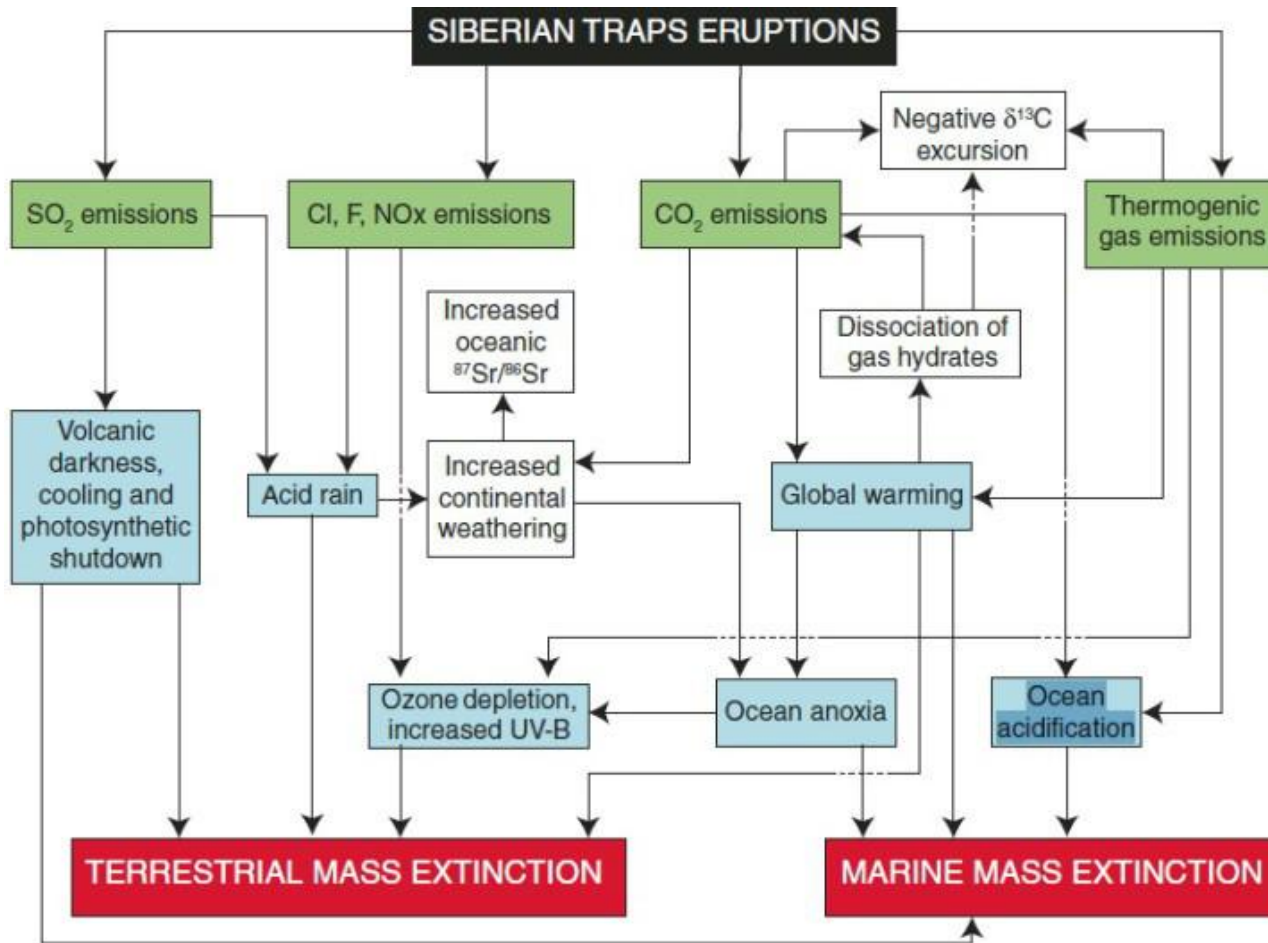 SIBERIAN TRAPS ERUPTIONS
Negative δ¹³C
excursion
SO₂ emissions
Cl, F, NOx emissions
CO₂ emissions
Thermogenic
gas emissions
Increased
oceanic
⁸⁷Sr/⁸⁶Sr
Dissociation of
gas hydrates
Volcanic
darkness,
cooling and
photosynthetic
shutdown
Acid rain
Increased
continental
weathering
Global warming
Ozone depletion,
increased UV-B
Ocean anoxia
Ocean
acidification
TERRESTRIAL MASS EXTINCTION
MARINE MASS EXTINCTION